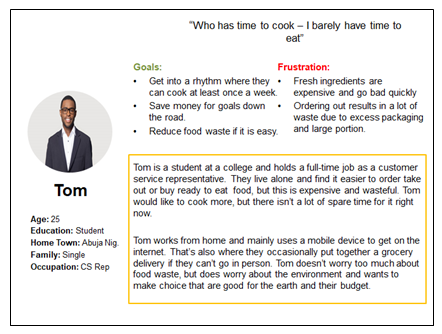 "Who has time to cook – I barely have time to
eat"
Goals:
• Get into a rhythm where they
can cook at least once a week.
• Save money for goals down
the road.
• Reduce food waste if it is easy.
Frustration:
• Fresh ingredients are
expensive and go bad quickly
• Ordering out results in a lot of
waste due to excess packaging
and large portion.
Tom
Age: 25
Education: Student
Home Town: Abuja Nig.
Family: Single
Occupation: CS Rep
Tom is a student at a college and holds a full-time job as a customer
service representative. They live alone and find it easier to order take
out or buy ready to eat food, but this is expensive and wasteful. Tom
would like to cook more, but there isn't a lot of spare time for it right
now.
Tom works from home and mainly uses a mobile device to get on the
internet. That's also where they occasionally put together a grocery
delivery if they can't go in person. Tom doesn't worry too much about
food waste, but does worry about the environment and wants to
make choice that are good for the earth and their budget.